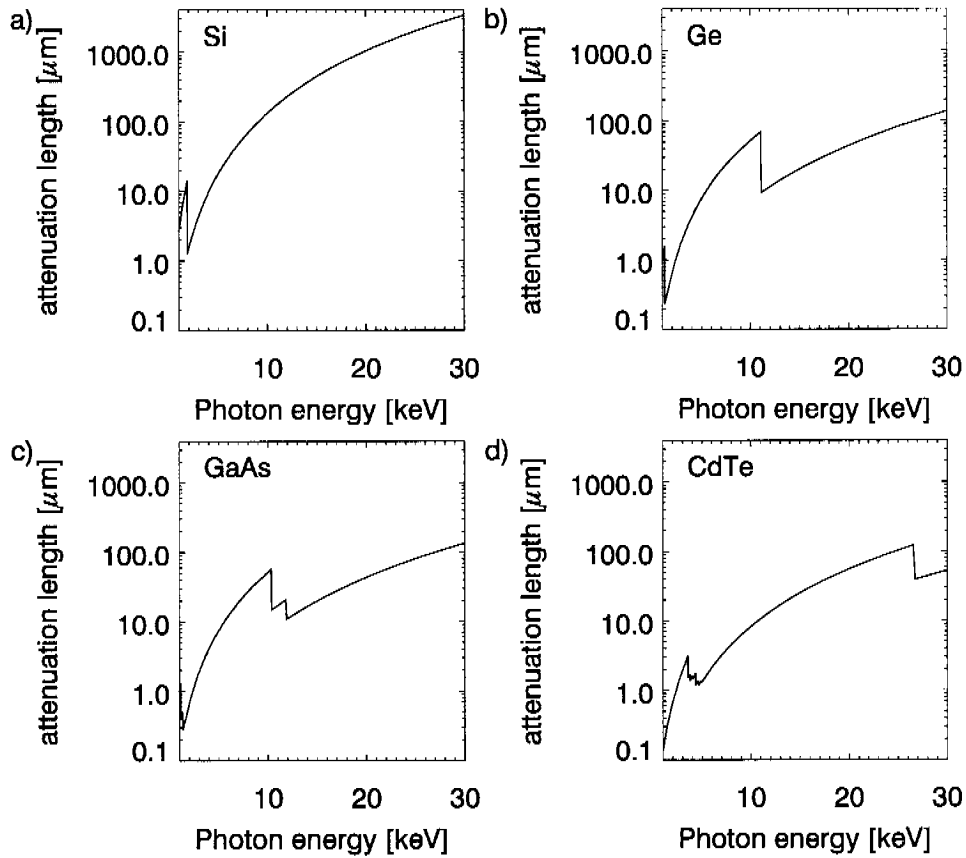 a)
Si
attenuation length [μm]
1000.0
100.0
10.0
1.0
0.1
10 20 30
Photon energy [keV]
b)
Ge
attenuation length [μm]
1000.0
100.0
10.0
1.0
0.1
10 20 30
Photon energy [keV]
c)
GaAs
attenuation length [μm]
1000.0
100.0
10.0
1.0
0.1
10 20 30
Photon energy [keV]
d)
CdTe
attenuation length [μm]
1000.0
100.0
10.0
1.0
0.1
10 20 30
Photon energy [keV]